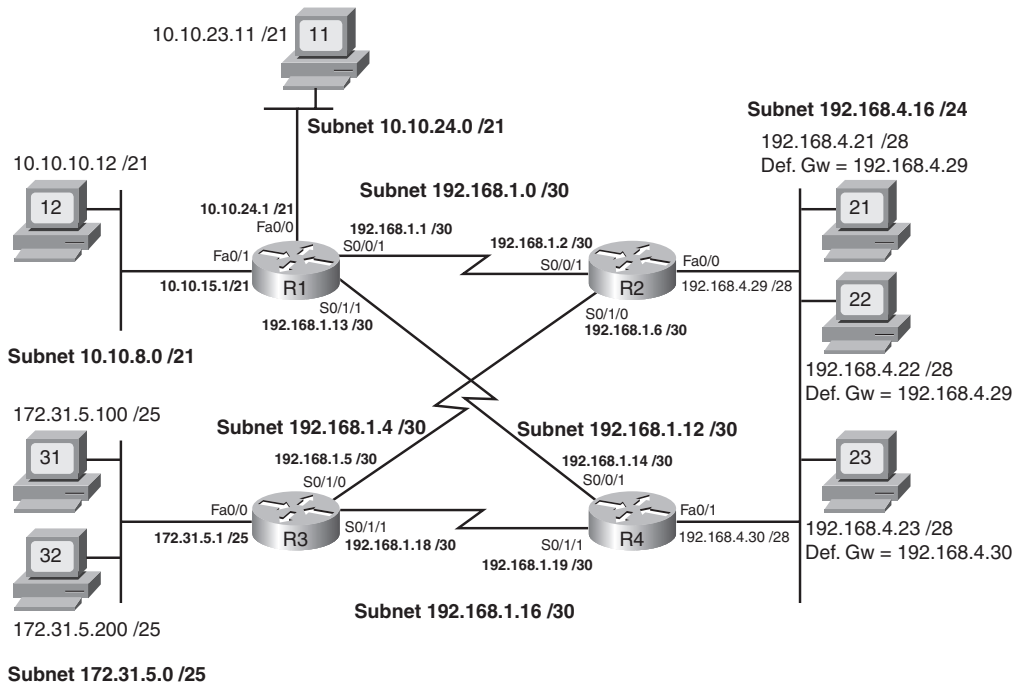 10.10.23.11 /21
11
Subnet 10.10.24.0 /21
Subnet 192.168.4.16 /24
192.168.4.21 /28
Def. Gw = 192.168.4.29
10.10.10.12 /21
12
Subnet 192.168.1.0 /30
21
10.10.24.1 /21
Fa0/0
192.168.1.1 /30
S0/0/1
192.168.1.2 /30
S0/0/1
Fa0/1
10.10.15.1/21
R1
R2
Fa0/0
192.168.4.29 /28
22
S0/1/1
192.168.1.13 /30
S0/1/0
192.168.1.6 /30
Subnet 10.10.8.0 /21
192.168.4.22 /28
Def. Gw = 192.168.4.29
172.31.5.100 /25
31
Subnet 192.168.1.4 /30
Subnet 192.168.1.12 /30
192.168.1.5 /30
S0/1/0
192.168.1.14 /30
S0/0/1
23
Fa0/0
172.31.5.1 /25
R3
S0/1/1
192.168.1.18 /30
S0/1/1
192.168.1.19 /30
R4
Fa0/1
192.168.4.30 /28
192.168.4.23 /28
Def. Gw = 192.168.4.30
32
Subnet 192.168.1.16 /30
172.31.5.200 /25
Subnet 172.31.5.0 /25